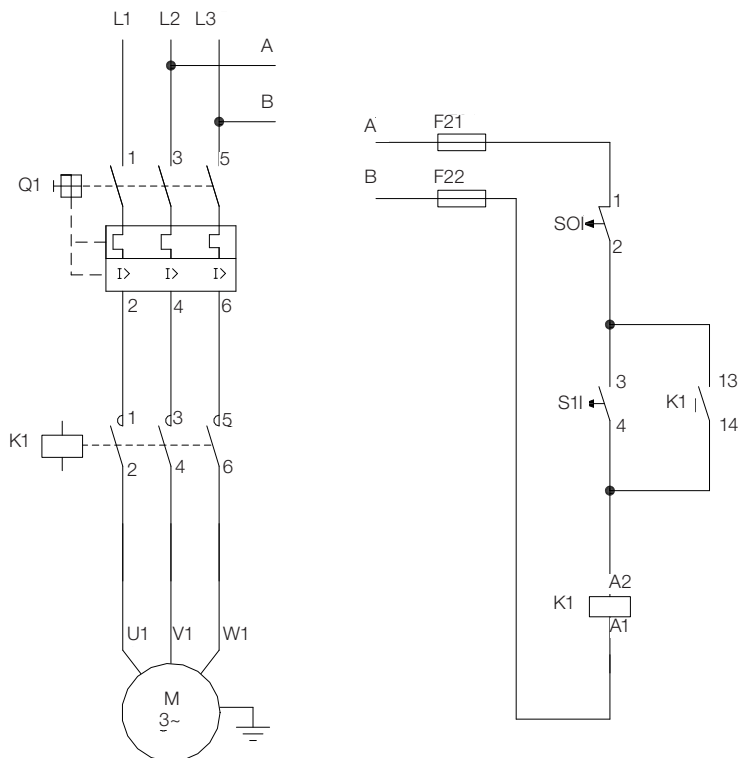 L1 L2 L3
A
B
1 3 5
Q1
I> I> I>
2 4 6
K1
1 3 5
2 4 6
U1 V1 W1
M
3~
A
F21
B
F22
1
SOI
2
3
S1I
4
13
K1
14
A2
K1
A1